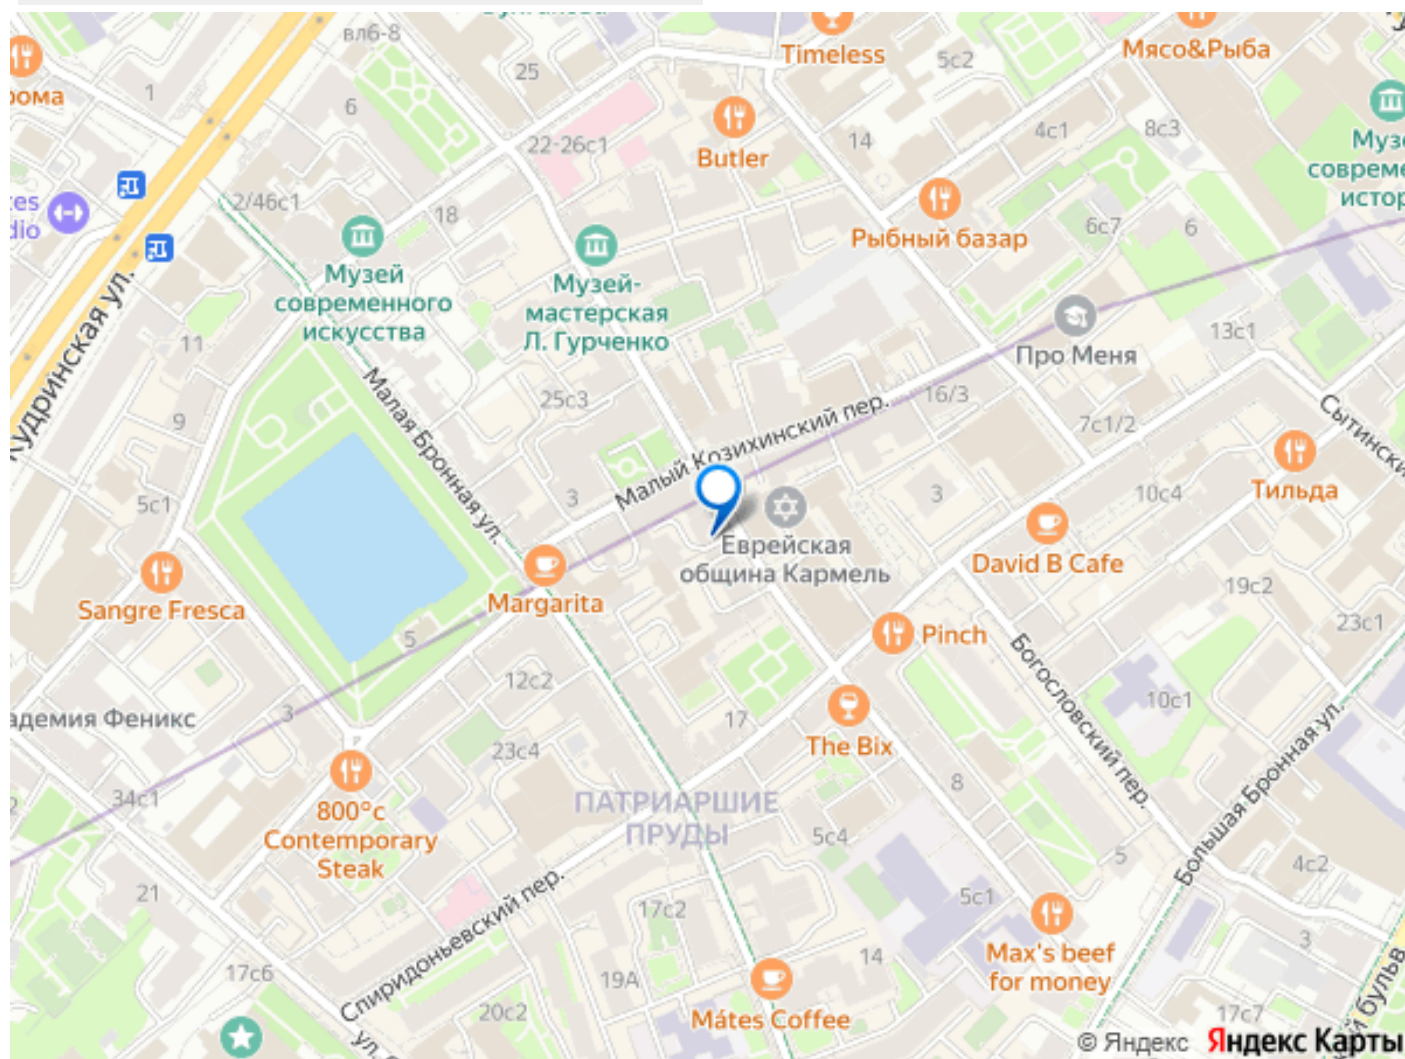 вл6-8
Timeless
Мясо&Рыба
5с2
25
1
6
22-26с1
Butler
14
4с1
8с3
2/46с1
18
Музей
современного
искусства
Музей-
мастерская
Л. Гурченко
Рыбный базар
6с7
6
11
Про Меня
13с1
Малая Бронная ул.
9
25с3
16/3
7с1/2
Малый Козихинский пер.
5с1
3
3
10с4
Тильда
Еврейская
община Кармель
David B Cafe
Sangre Fresca
Margarita
19с2
5
Pinch
23с1
12с2
Богословский пер.
10с1
3
17
The Bix
23с4
34с1
800°с
Contemporary
Steak
ПАТРИАРШИЕ
ПРУДЫ
8
5с4
5
Большая Бронная ул.
4с2
21
Спиридоньевский пер.
17с2
5с1
Max's beef
for money
3
17с6
19А
14
20с2
Mátes Coffee
17с7
© Яндекс Яндекс Карты